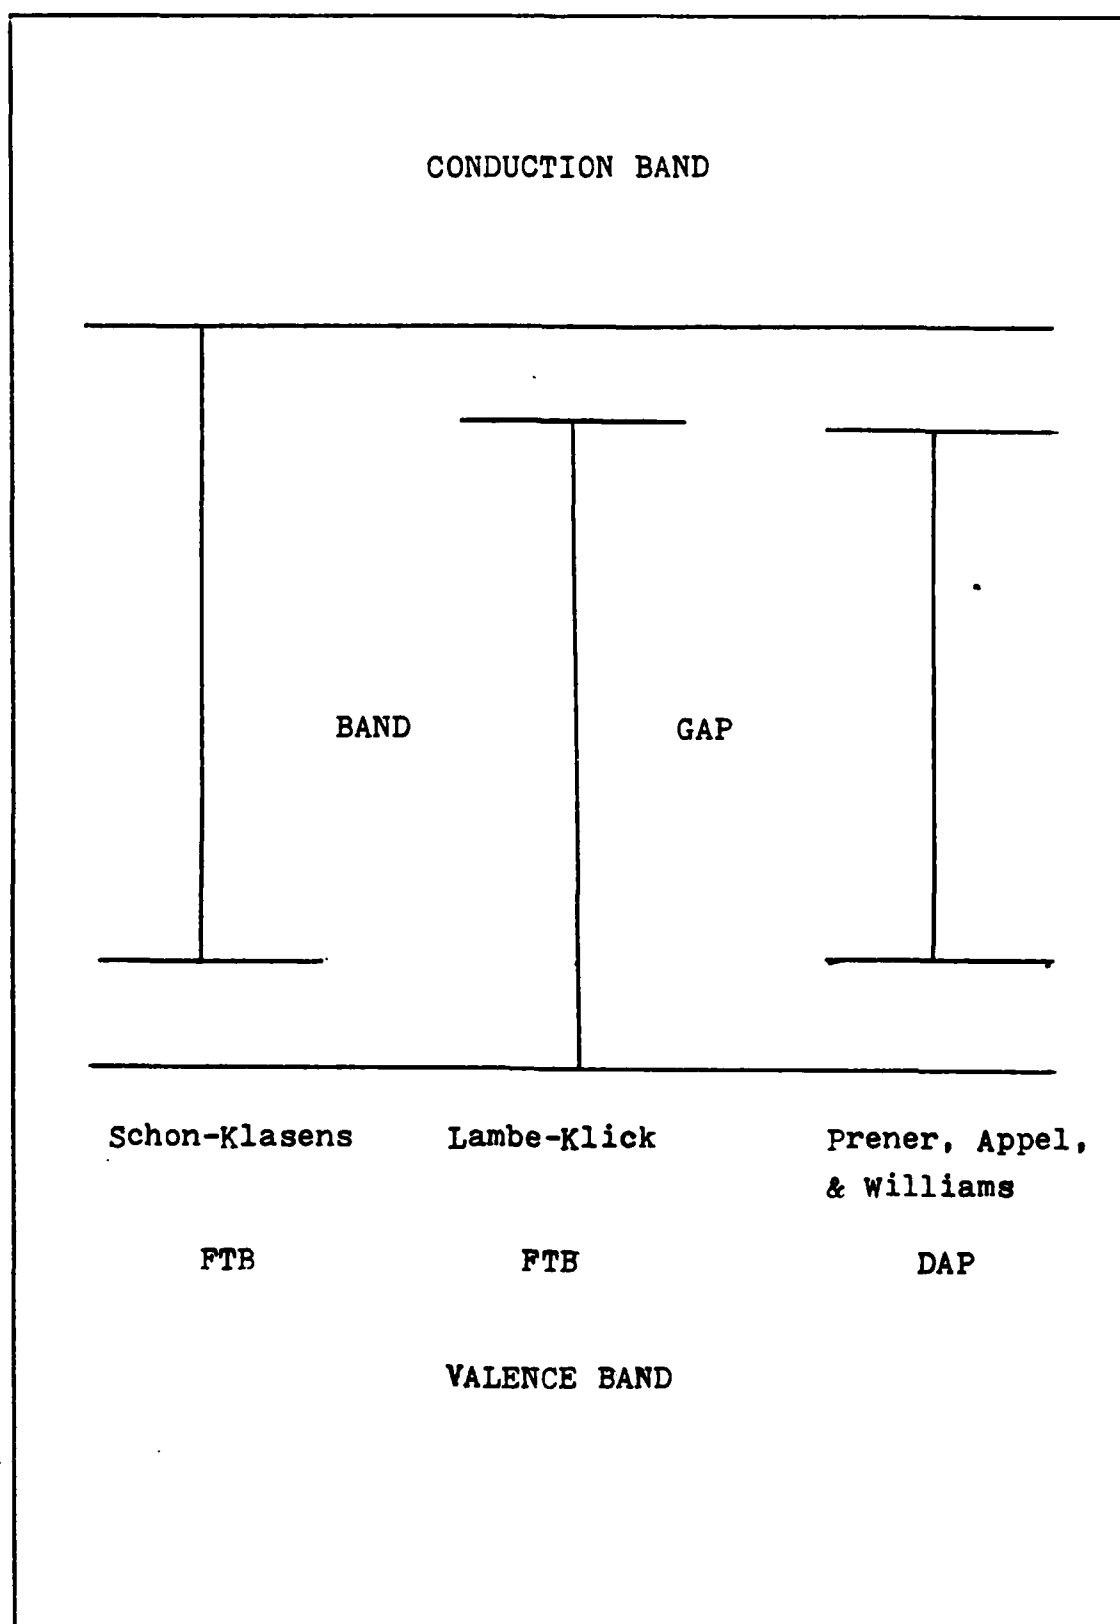 CONDUCTION BAND
BAND GAP
Schon-Klasens Lambe-Klick Prener, Appel,
& Williams
FTB FTB DAP
VALENCE BAND